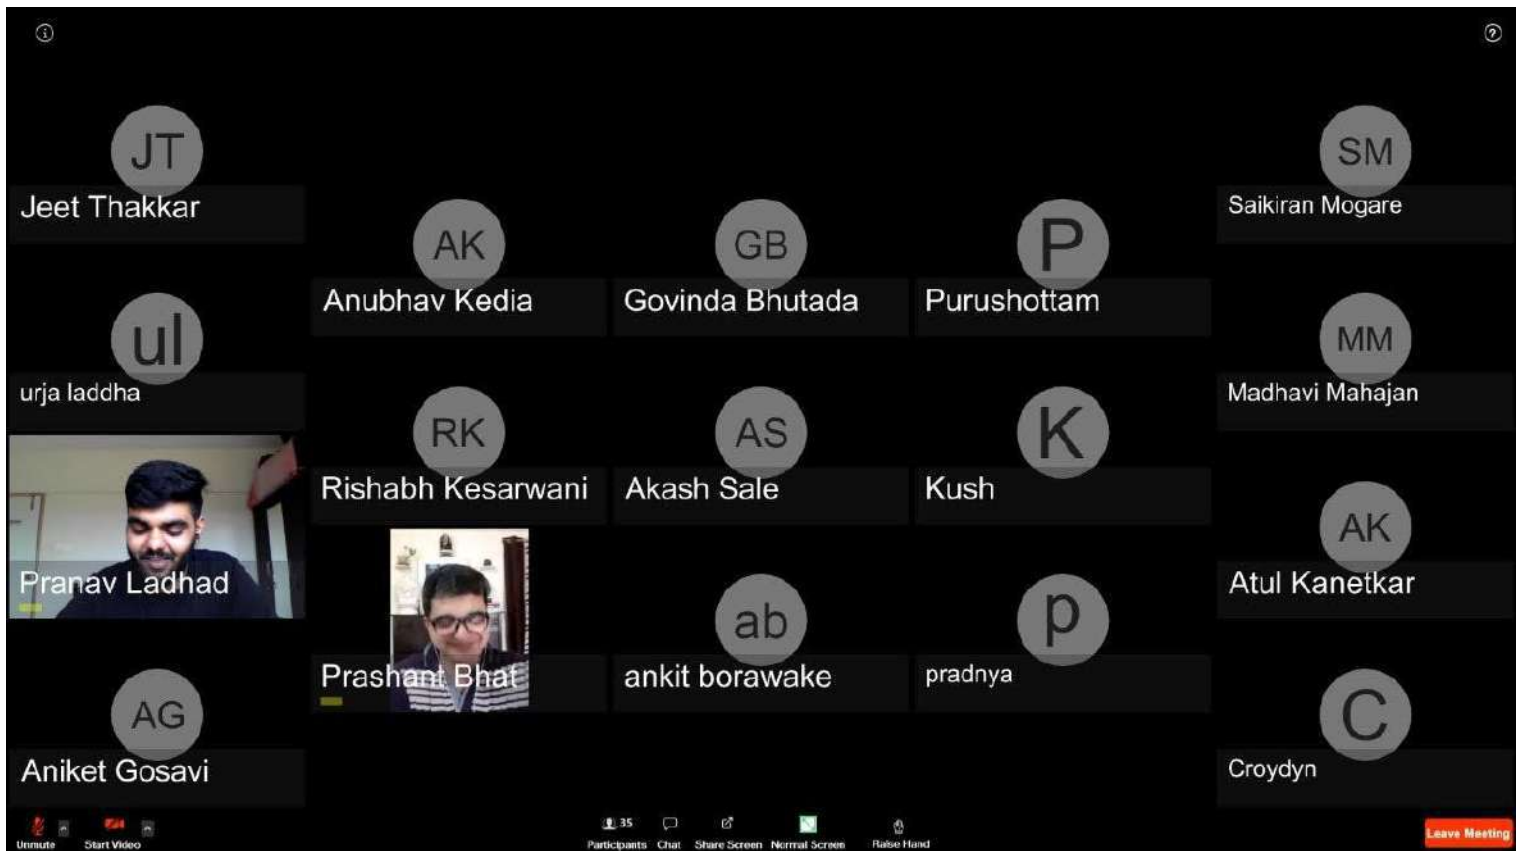 JT
Jeet Thakkar
ul
urja laddha
Pranav Ladhad
AG
Aniket Gosavi
AK
Anubhav Kedia
GB
Govinda Bhutada
P
Purushottam
RK
Rishabh Kesarwani
AS
Akash Sale
K
Kush
Prashant Bhat
ab
ankit borawake
p
pradnya
SM
Saikiran Mogare
MM
Madhavi Mahajan
AK
Atul Kanetkar
C
Croydyn
Unmute
Start Video
35
Participants
Chat
Share Screen
Normal Screen
Raise Hand
Leave Meeting